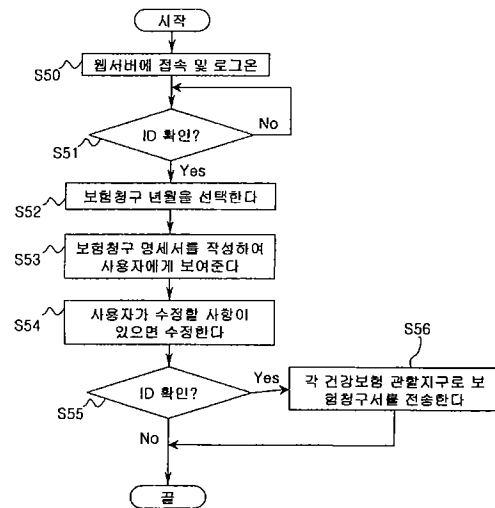 시작
S50
웹서버에 접속 및 로그온
S51
ID 확인?
No
Yes
S52
보험청구 년월을 선택한다
S53
보험청구 명세서를 작성하여
사용자에게 보여준다
S54
사용자가 수정할 사항이
있으면 수정한다
S55
ID 확인?
Yes
S56
각 건강보험 관할지구로 보
험청구서를 전송한다
No
끝